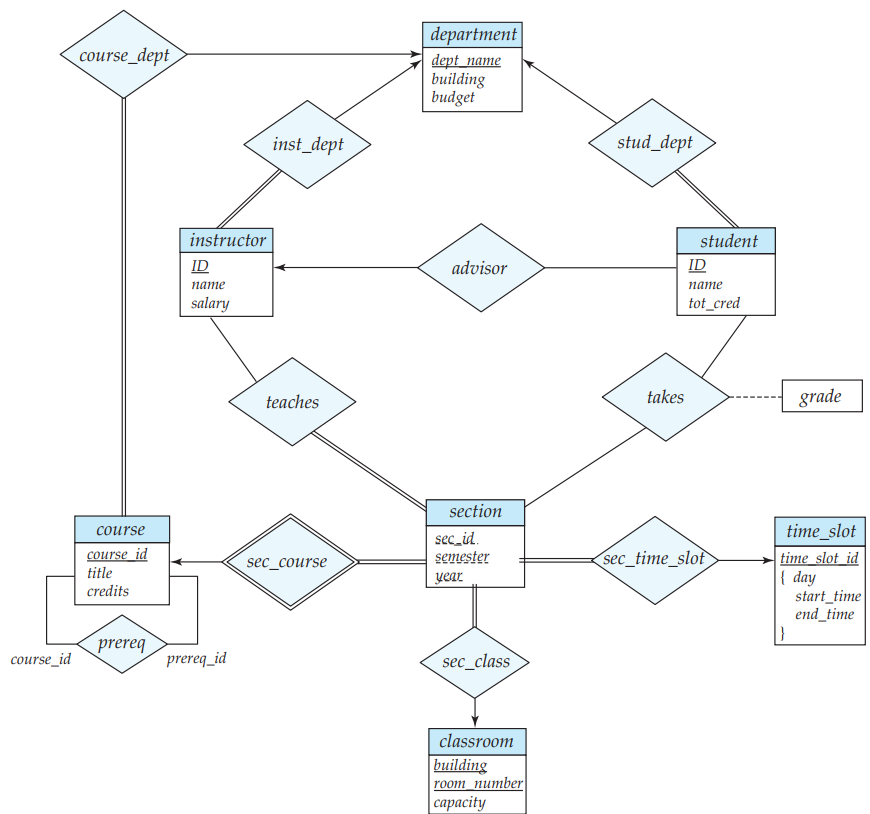 department
dept_name
building
budget
course_dept
inst_dept
stud_dept
instructor
ID
name
salary
advisor
student
ID
name
tot_cred
teaches
takes
grade
course
course_id
title
credits
sec_course
section
sec_id
semester
year
sec_time_slot
time_slot
time_slot_id
{ day
start_time
end_time
}
prereq
course_id
prereq_id
sec_class
classroom
building
room_number
capacity